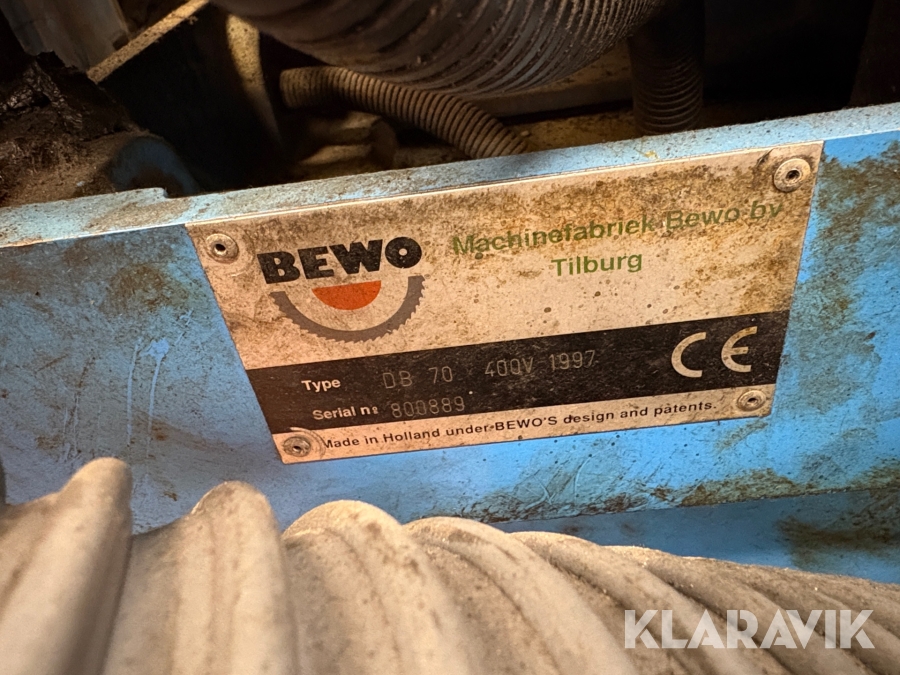 BEWO
Machinefabriek Bewo bv
Tilburg
Type DB 70 400V 1997
Serial nº 800889
Made in Holland under BEWO'S design and patents.
CE
KLARAVIK